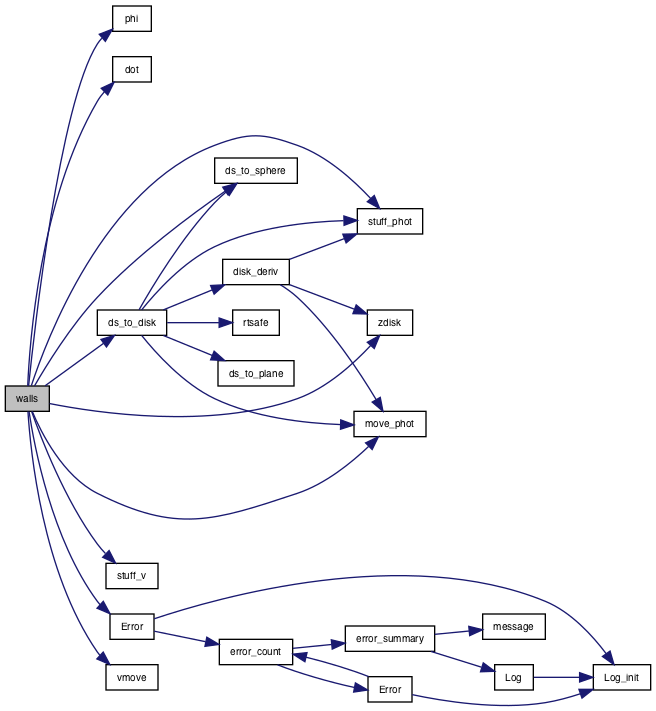 phi
dot
ds_to_sphere
stuff_phot
disk_deriv
ds_to_disk
rtsafe
zdisk
ds_to_plane
walls
move_phot
stuff_v
Error
error_summary
message
error_count
vmove
Log
Log_init
Error